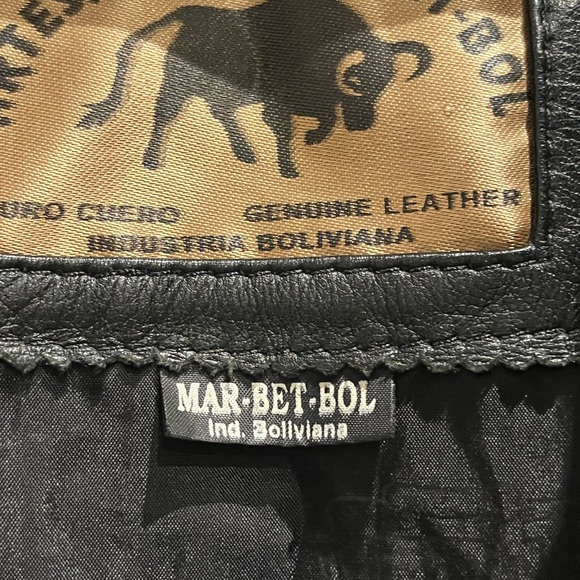 GENUINE LEATHER
CUERO
INDUSTRIA BOLIVIANA
MAR-BET-BOL
Ind. Boliviana